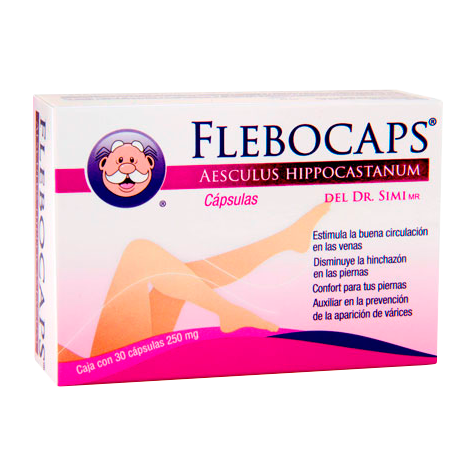 FLEBOCAPS®
AESCULUS HIPPOCASTANUM
Cápsulas
DEL DR. SIMI MR
®
Estimula la buena circulación
en las venas
Disminuye la hinchazón
en las piernas
Confort para tus piernas
Auxiliar en la prevención
de la aparición de várices
Caja con 30 cápsulas 250 mg
FLEBOCAPS